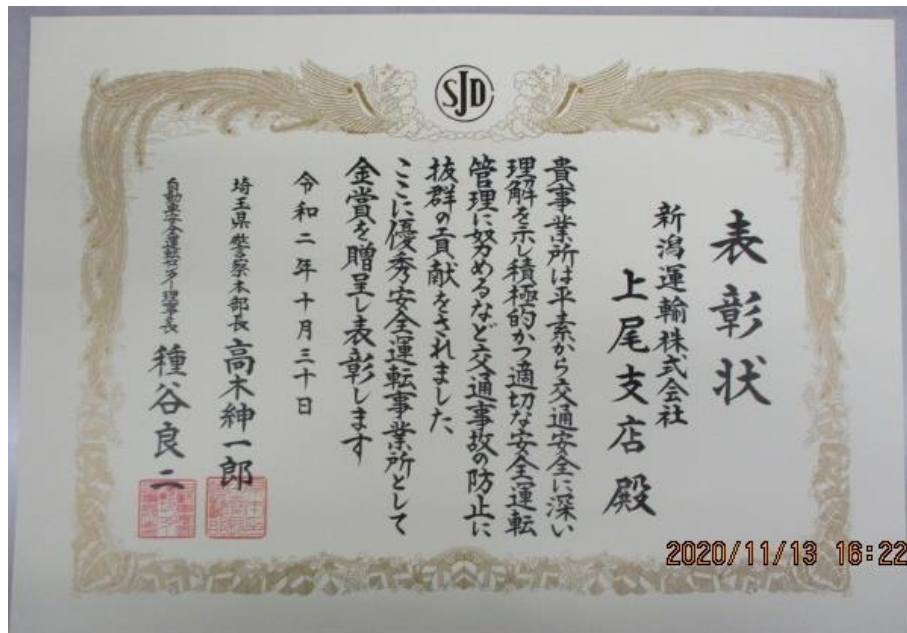 SJD
表彰状
新潟運輸株式会社
上尾支店殿
貴事業所は平素から交通安全に深い
理解を示し積極的かつ適切な安全運転
管理に努めるなど交通事故の防止に
抜群の貢献をされました
ここに優秀安全運転事業所として
金賞を贈呈し表彰します
令和二年十月三十日
埼玉県警察本部長 高木紳一郎
自動車安全運転センター理事長 種谷良二
2020/11/13 16:22